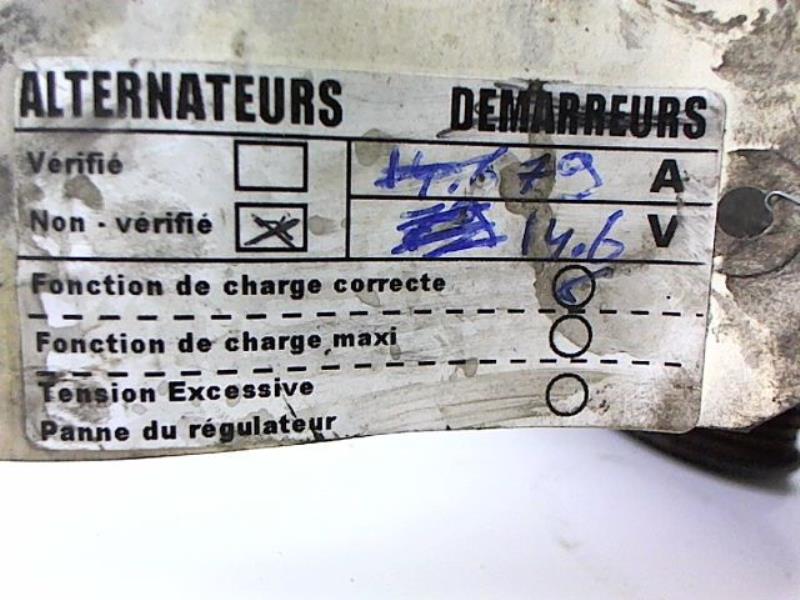 ALTERNATEURS DEMARREURS
Vérifié 79 A
Non - vérifié 14.6 V
Fonction de charge correcte
Fonction de charge maxi
Tension Excessive
Panne du régulateur